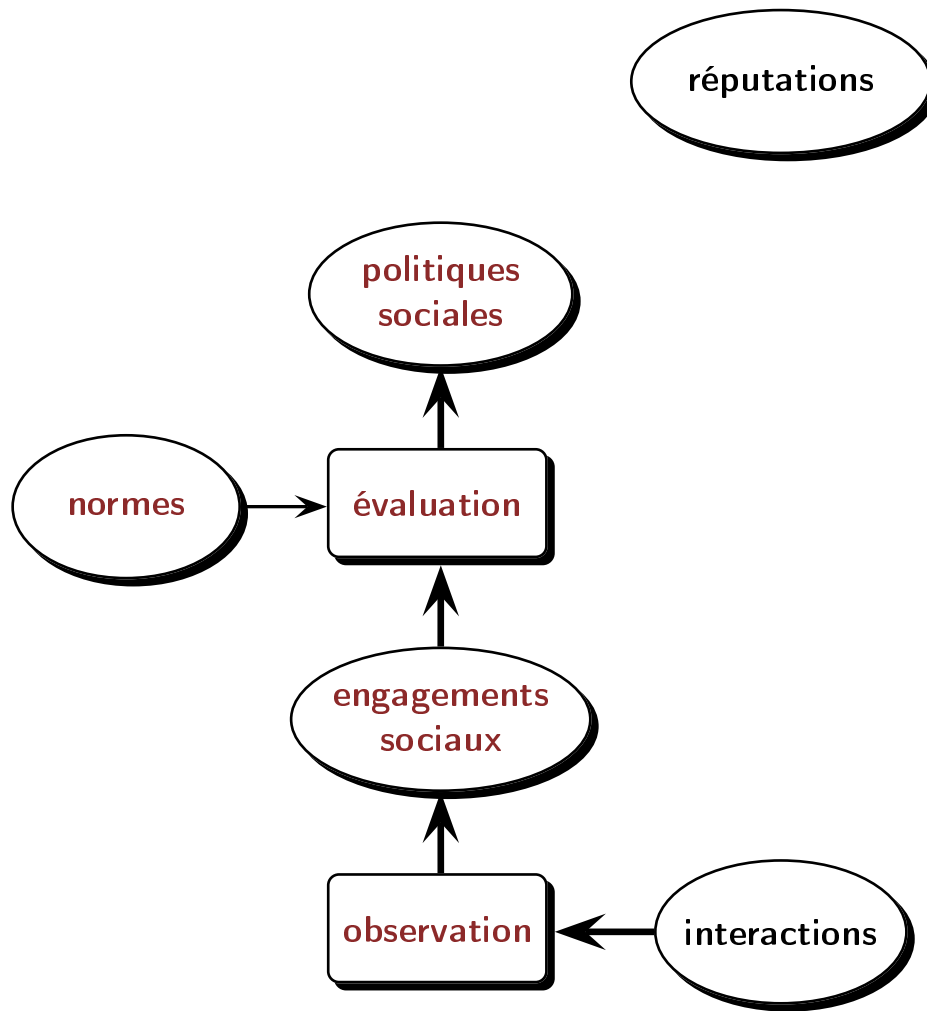 réputations
politiques
sociales
normes
évaluation
engagements
sociaux
observation
interactions